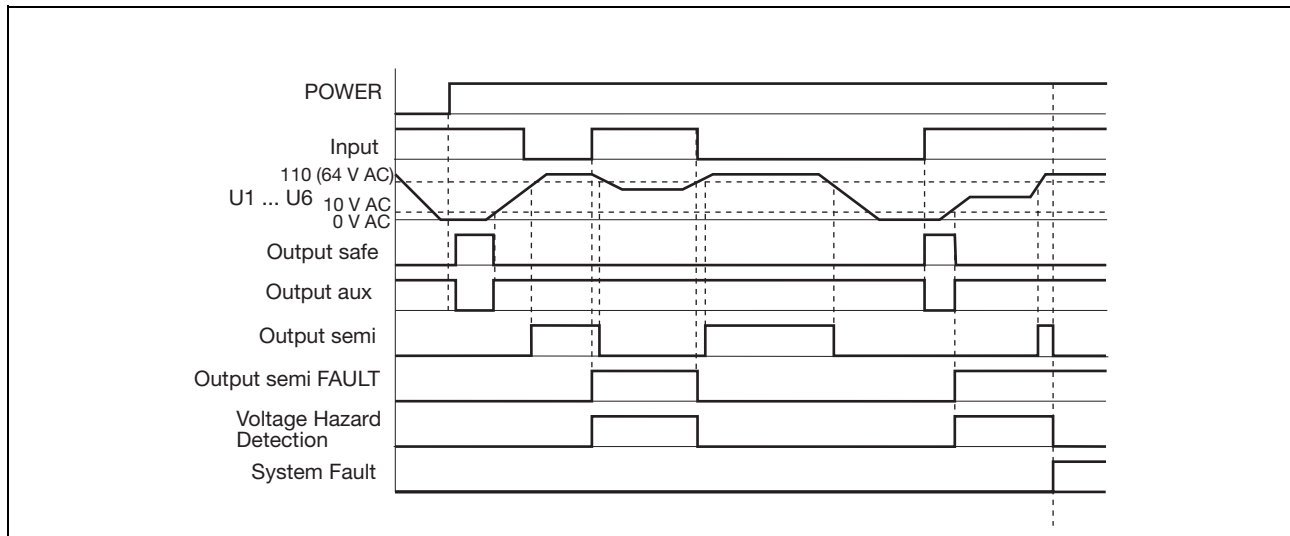 POWER
Input
110 (64 V AC)
U1 ... U6
10 V AC
0 V AC
Output safe
Output aux
Output semi
Output semi FAULT
Voltage Hazard
Detection
System Fault